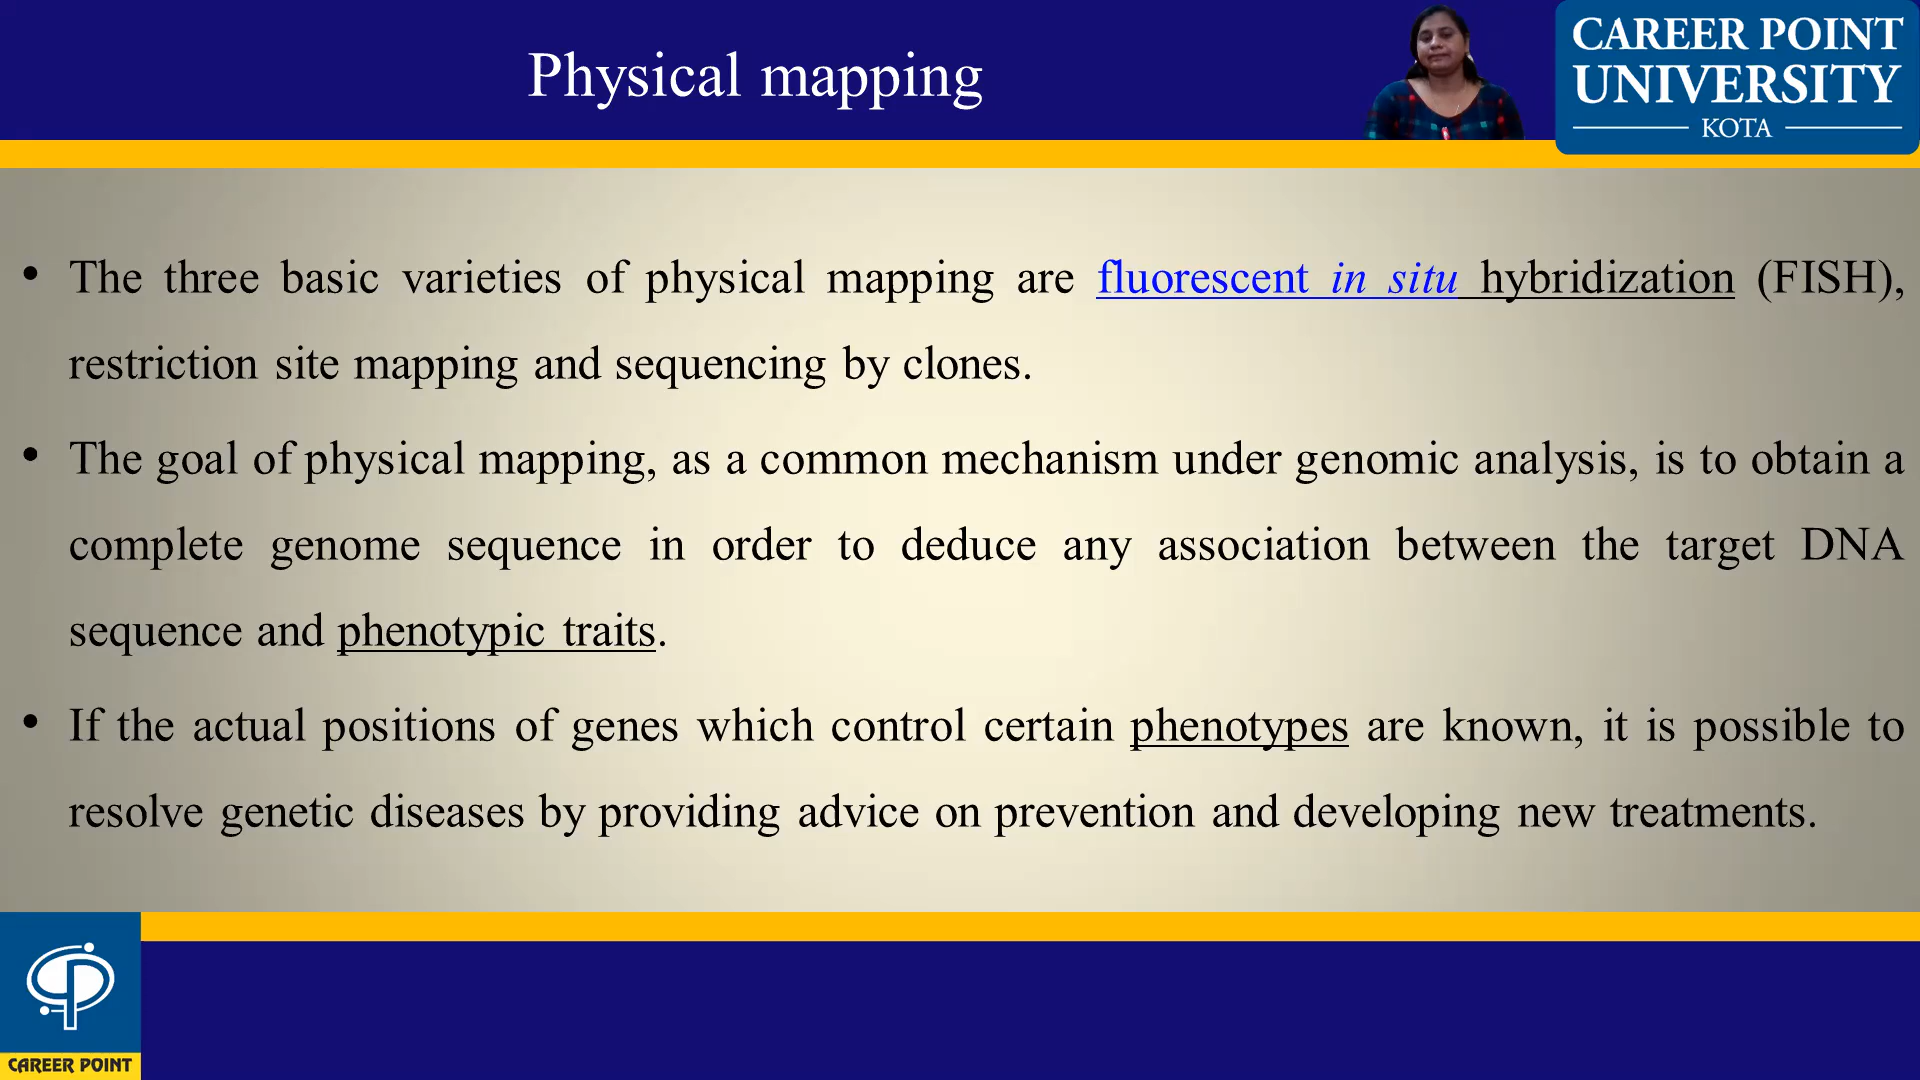 Physical mapping
CAREER POINT
UNIVERSITY
KOTA
• The three basic varieties of physical mapping are fluorescent in situ hybridization (FISH),
restriction site mapping and sequencing by clones.
• The goal of physical mapping, as a common mechanism under genomic analysis, is to obtain a
complete genome sequence in order to deduce any association between the target DNA
sequence and phenotypic traits.
• If the actual positions of genes which control certain phenotypes are known, it is possible to
resolve genetic diseases by providing advice on prevention and developing new treatments.
CAREER POINT